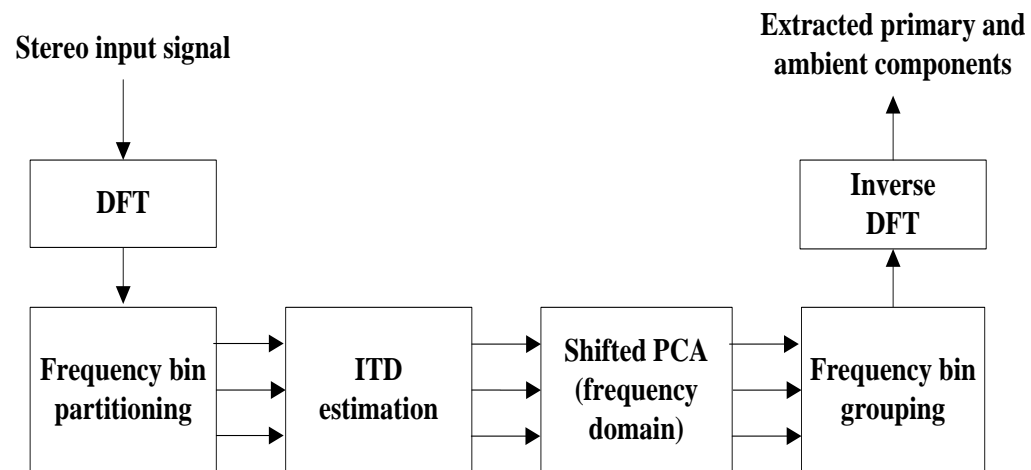 Stereo input signal
Extracted primary and
ambient components
DFT
Inverse
DFT
Frequency bin
partitioning
ITD
estimation
Shifted PCA
(frequency
domain)
Frequency bin
grouping